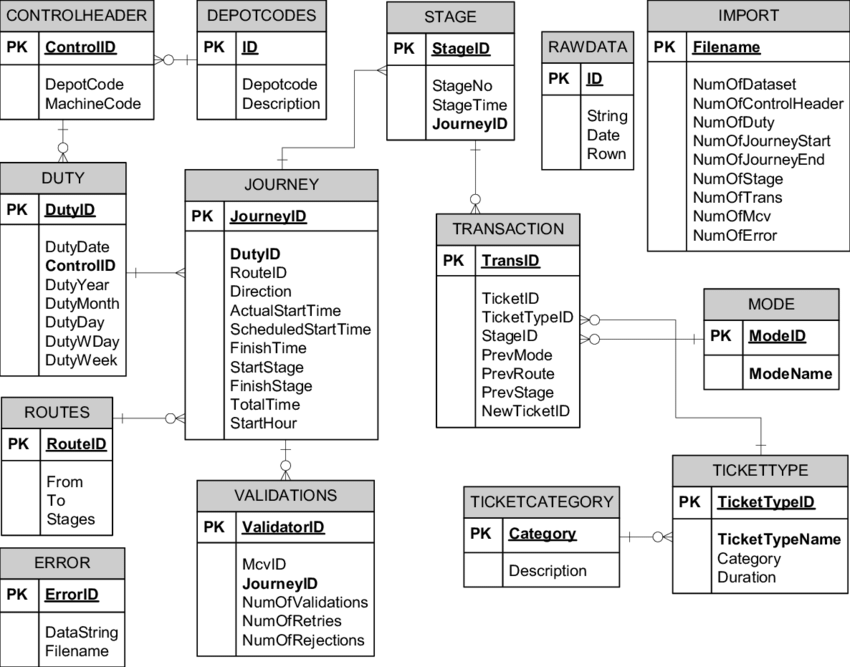 CONTROLHEADER
PK ControlID
DepotCode
MachineCode
DEPOTCODES
PK ID
Depotcode
Description
STAGE
PK StageID
StageNo
StageTime
JourneyID
RAWDATA
PK ID
String
Date
Rown
IMPORT
PK Filename
NumOfDataset
NumOfControlHeader
NumOfDuty
NumOfJourneyStart
NumOfJourneyEnd
NumOfStage
NumOfTrans
NumOfMcv
NumOfError
DUTY
PK DutyID
DutyDate
ControlID
DutyYear
DutyMonth
DutyDay
DutyWDay
DutyWeek
JOURNEY
PK JourneyID
DutyID
RouteID
Direction
ActualStartTime
ScheduledStartTime
FinishTime
StartStage
FinishStage
TotalTime
StartHour
TRANSACTION
PK TransID
TicketID
TicketTypeID
StageID
PrevMode
PrevRoute
PrevStage
NewTicketID
MODE
PK ModeID
ModeName
ROUTES
PK RouteID
From
To
Stages
VALIDATIONS
PK ValidatorID
McvID
JourneyID
NumOfValidations
NumOfRetries
NumOfRejections
TICKETCATEGORY
PK Category
Description
TICKETTYPE
PK TicketTypeID
TicketTypeName
Category
Duration
ERROR
PK ErrorID
DataString
Filename